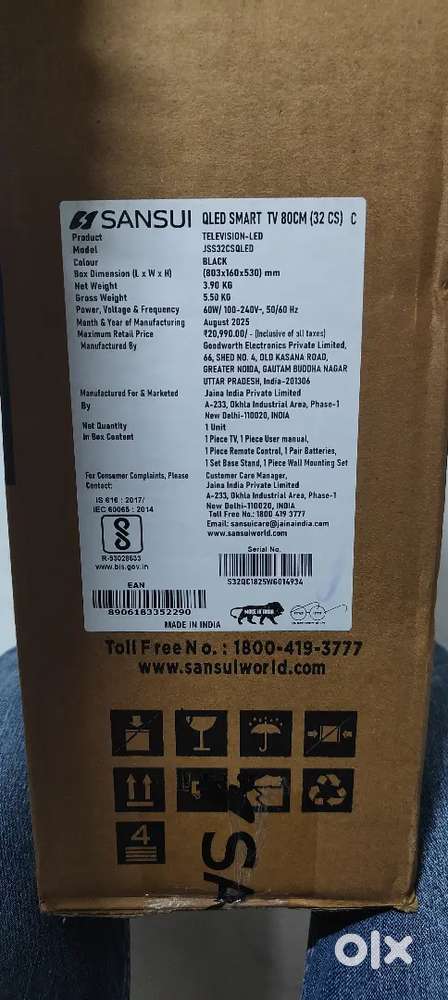 SANSUI QLED SMART TV 80CM (32 CS) C
Product TELEVISION-LED
Model JSS32CSQLED
Colour BLACK
Box Dimension (L x W x H) (803x160x530) mm
Net Weight 3.90 KG
Gross Weight 5.50 KG
Power, Voltage & Frequency 60W/ 100-240V~, 50/60 Hz
Month & Year of Manufacturing August 2025
Maximum Retail Price ₹20,990.00/- (Inclusive of all taxes)
Manufactured By Goodworth Electronics Private Limited,
66, SHED NO. 4, OLD KASANA ROAD,
GREATER NOIDA, GAUTAM BUDDHA NAGAR
UTTAR PRADESH, India-201306
Manufactured For & Marketed Jaina India Private Limited
By A-233, Okhla Industrial Area, Phase-1
New Delhi-110020, INDIA
Net Quantity 1 Unit
In Box Content 1 Piece TV, 1 Piece User manual,
1 Piece Remote Control, 1 Pair Batteries,
1 Set Base Stand, 1 Piece Wall Mounting Set
For Consumer Complaints, Please Customer Care Manager,
Contact: Jaina India Private Limited
A-233, Okhla Industrial Area, Phase-1
New Delhi-110020, INDIA
Toll Free No.: 1800 419 3777
Email: sansuicare@jainaindia.com
www.sansuiworld.com
IS 616 : 2017/
IEC 60065 : 2014
R-93028633
www.bis.gov.in
Serial No.
S32QC1825WG014934
EAN
8906183352290
MADE IN INDIA
MAKE IN INDIA
Toll Free No. : 1800-419-3777
www.sansuiworld.com
4
SA
olx